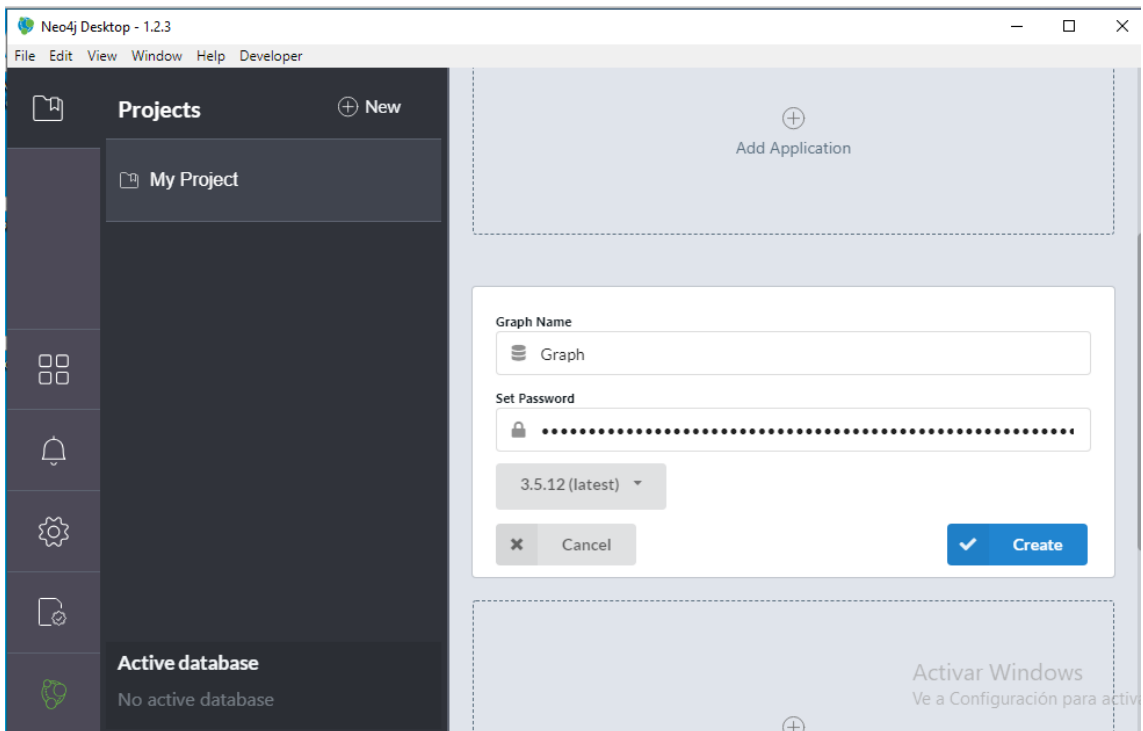 Neo4j Desktop - 1.2.3
File Edit View Window Help Developer
Projects
New
My Project
Add Application
Graph Name
Graph
Set Password
••••••••••••••••••••••••••••••••••••••••••••••••••••••••••
3.5.12 (latest)
Cancel
Create
Active database
No active database
Activar Windows
Ve a Configuración para activ